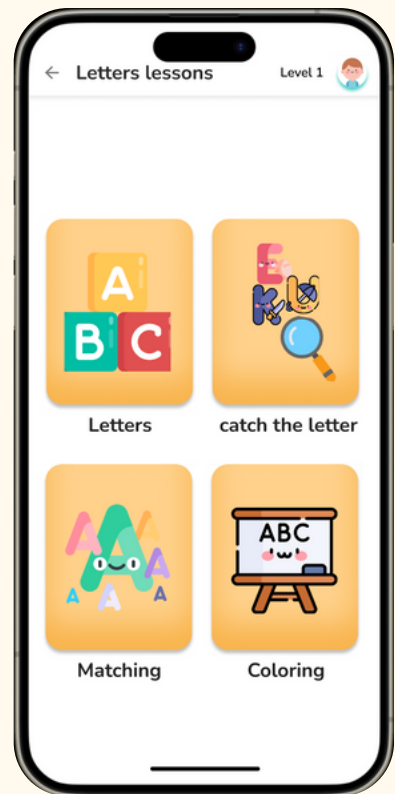 ← Letters lessons Level 1
A
B C
E
K U
Letters catch the letter
A A A A
A A A
ABC
Matching Coloring